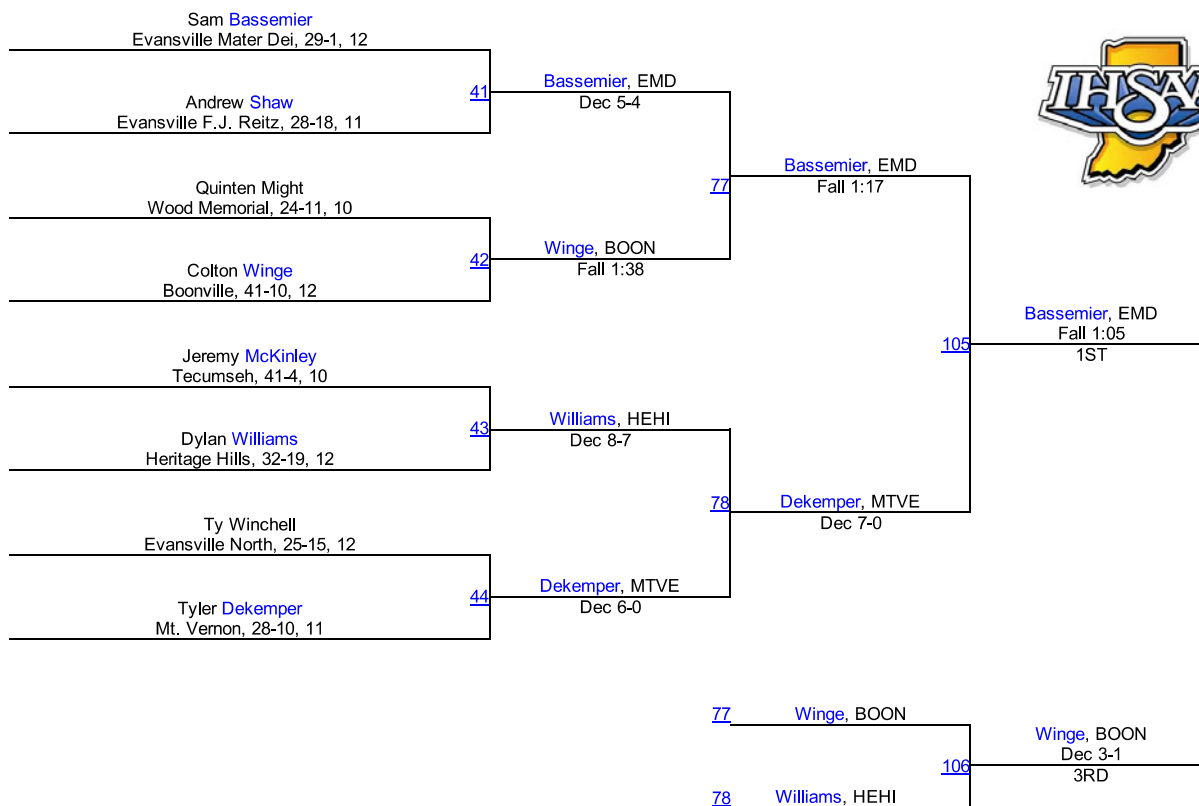 Sam Bassemier
Evansville Mater Dei, 29-1, 12
Andrew Shaw
Evansville F.J. Reitz, 28-18, 11
41
Bassemier, EMD
Dec 5-4
Quinten Might
Wood Memorial, 24-11, 10
Colton Winge
Boonville, 41-10, 12
42
Winge, BOON
Fall 1:38
77
Bassemier, EMD
Fall 1:17
Jeremy McKinley
Tecumseh, 41-4, 10
Dylan Williams
Heritage Hills, 32-19, 12
43
Williams, HEHI
Dec 8-7
Ty Winchell
Evansville North, 25-15, 12
Tyler Dekemper
Mt. Vernon, 28-10, 11
44
Dekemper, MTVE
Dec 6-0
78
Dekemper, MTVE
Dec 7-0
105
Bassemier, EMD
Fall 1:05
1ST
IHSAA
77
Winge, BOON
78
Williams, HEHI
106
Winge, BOON
Dec 3-1
3RD